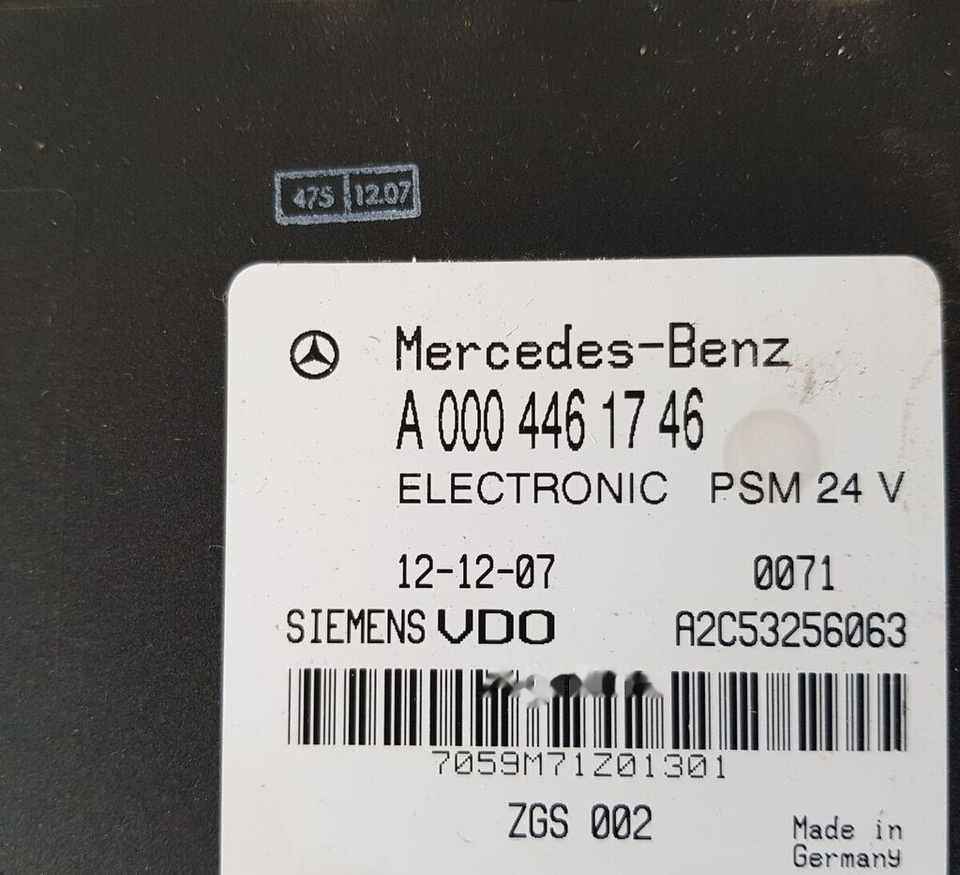 47S 12.07
Mercedes-Benz
A 000 446 17 46
ELECTRONIC PSM 24 V
12-12-07 0071
SIEMENS VDO A2C53256063
7059M71Z01301
ZGS 002
Made in
Germany